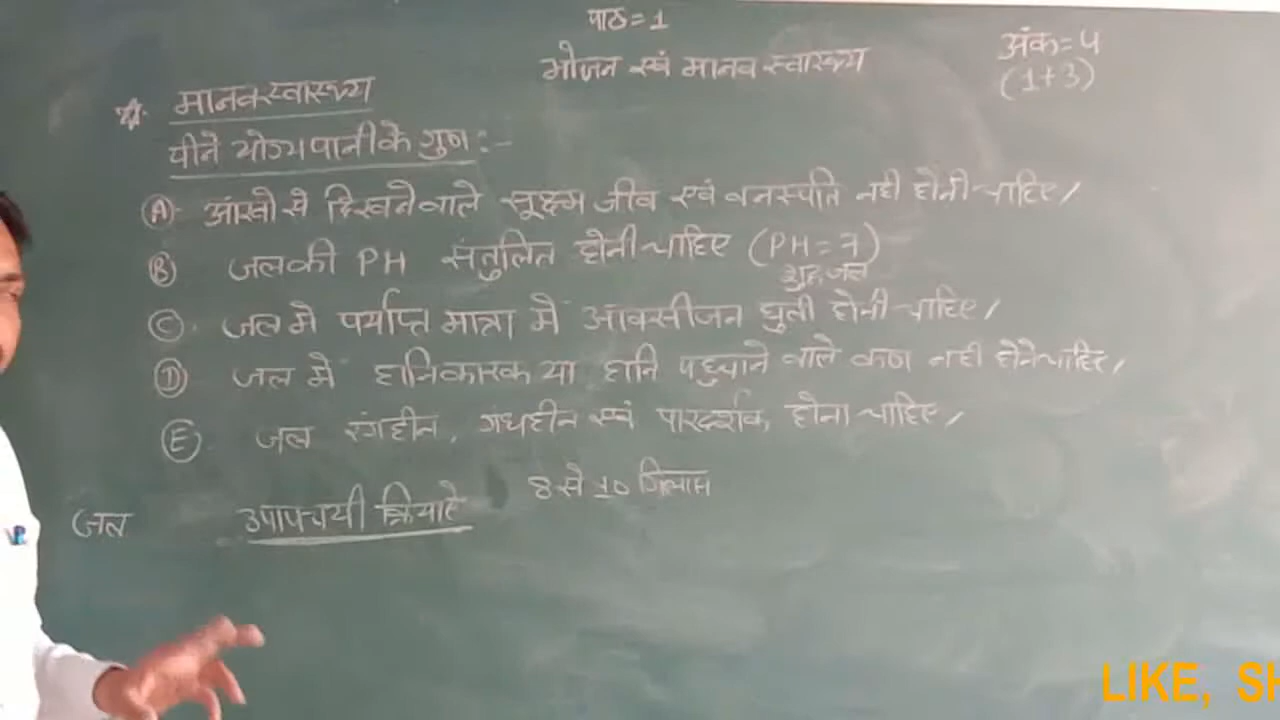 पाठ = 1
भोजन एवं मानव स्वास्थ्य
अंक = 4
(1+3)
मानव स्वास्थ्य
पीने योग्य पानी के गुण :-
(A). आंखो से दिखने वाले सूक्ष्म जीव एवं वनस्पति नही होनी चाहिए/
(B) जल की PH संतुलित होनी चाहिए (PH = 7)
शुद्ध जल
(C). जल मे पर्याप्त मात्रा में आक्सीजन घुली होनी चाहिए/
(D) जल में हानिकारक या हानि पहुचाने वाले कण नही होने चाहिए/
(E). जल रंगहीन, गंधहीन एवं पारदर्शक होना चाहिए/
8 से 10 गिलास
जल उपापचयी क्रियाऐ
LIKE, SH